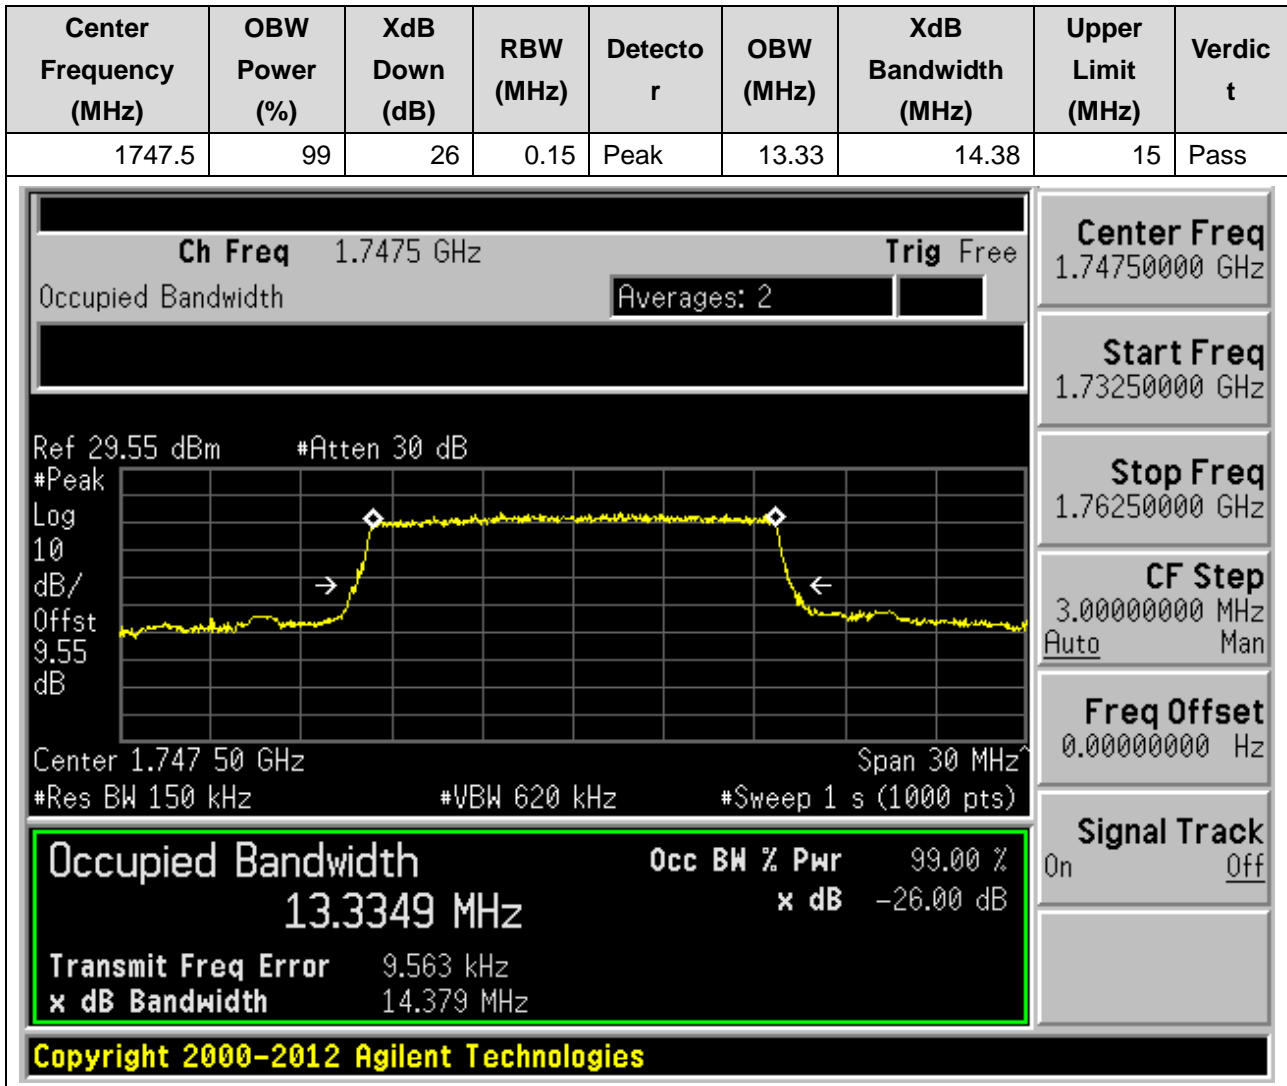 Center Frequency (MHz) OBW Power (%) XdB Down (dB) RBW (MHz) Detecto r OBW (MHz) XdB Bandwidth (MHz) Upper Limit (MHz) Verdic t
1747.5 99 26 0.15 Peak 13.33 14.38 15 Pass
Ch Freq 1.7475 GHz Trig Free
Occupied Bandwidth Averages: 2
Ref 29.55 dBm #Atten 30 dB
#Peak
Log
10
dB/
Offst
9.55
dB
Center 1.747 50 GHz Span 30 MHz^
#Res BW 150 kHz #VBW 620 kHz #Sweep 1 s (1000 pts)
Occupied Bandwidth Occ BW % Pwr 99.00 %
13.3349 MHz x dB -26.00 dB
Transmit Freq Error 9.563 kHz
x dB Bandwidth 14.379 MHz
Copyright 2000-2012 Agilent Technologies
Center Freq
1.74750000 GHz
Start Freq
1.73250000 GHz
Stop Freq
1.76250000 GHz
CF Step
3.00000000 MHz
Auto Man
Freq Offset
0.00000000 Hz
Signal Track
On Off